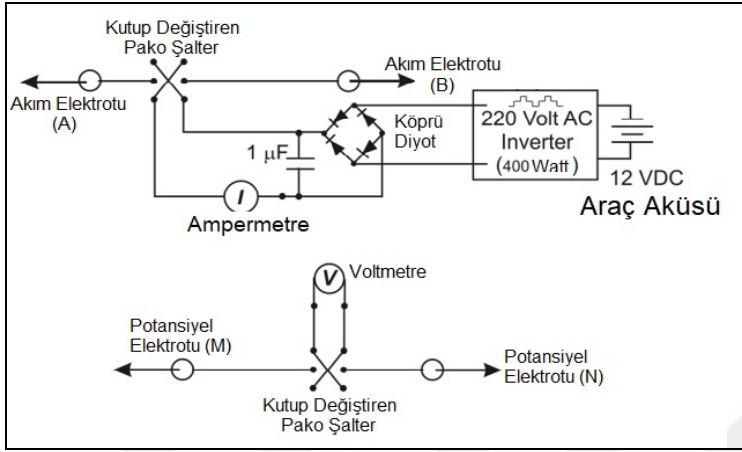 Kutup Değiştiren
Pako Şalter
Akım Elektrotu
(A)
Akım Elektrotu
(B)
Köprü
Diyot
220 Volt AC
Inverter
(400 Watt)
1 µF
12 VDC
Araç Aküsü
I
Ampermetre
V
Voltmetre
Potansiyel
Elektrotu (M)
Potansiyel
Elektrotu (N)
Kutup Değiştiren
Pako Şalter